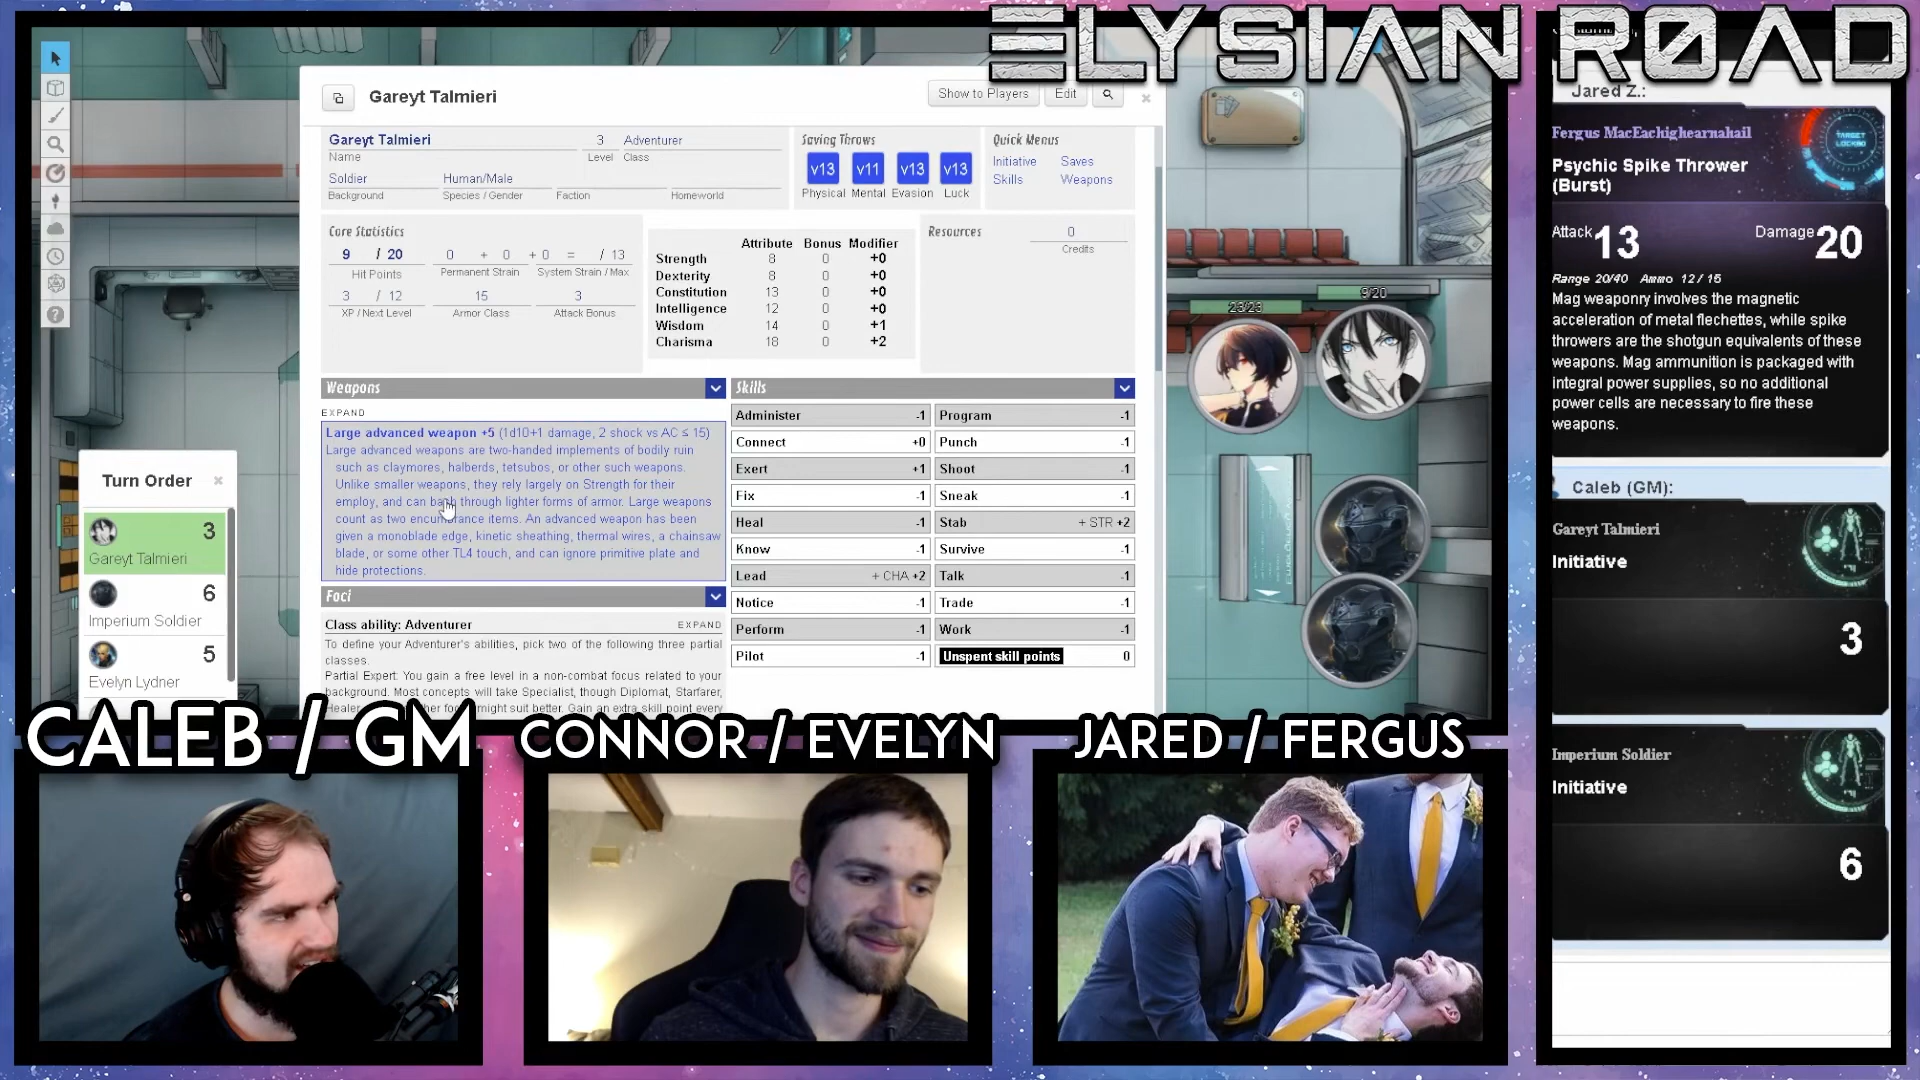 ELYSIAN RØAD
Gareyt Talmieri
Show to Players
Edit
Gareyt Talmieri
Name
3
Level
Adventurer
Class
Soldier
Background
Human/Male
Species / Gender
Faction
Homeworld
Saving Throws
v13 v11 v13 v13
Physical Mental Evasion Luck
Quick Menus
Initiative Saves
Skills Weapons
Core Statistics
9 / 20
Hit Points
0 + 0 + 0 = / 13
Permanent Strain System Strain / Max
3 / 12
XP / Next Level
15
Armor Class
3
Attack Bonus
Attribute Bonus Modifier
Strength 8 0 +0
Dexterity 8 0 +0
Constitution 13 0 +0
Intelligence 12 0 +0
Wisdom 14 0 +1
Charisma 18 0 +2
Resources
0
Credits
Weapons
EXPAND
Large advanced weapon +5 (1d10+1 damage, 2 shock vs AC ≤ 15)
Large advanced weapons are two-handed implements of bodily ruin
such as claymores, halberds, tetsubos, or other such weapons.
Unlike smaller weapons, they rely largely on Strength for their
employ, and can bash through lighter forms of armor. Large weapons
count as two encumbrance items. An advanced weapon has been
given a monoblade edge, kinetic sheathing, thermal wires, a chainsaw
blade, or some other TL4 touch, and can ignore primitive plate and
hide protections.
Foci
Class ability: Adventurer
EXPAND
To define your Adventurer's abilities, pick two of the following three partial
classes.
Partial Expert: You gain a free level in a non-combat focus related to your
background. Most concepts will take Specialist, though Diplomat, Starfarer,
Healer might suit better. Gain an extra skill point every
Skills
Administer -1 Program -1
Connect +0 Punch -1
Exert +1 Shoot -1
Fix -1 Sneak -1
Heal -1 Stab + STR +2
Know -1 Survive -1
Lead + CHA +2 Talk -1
Notice -1 Trade -1
Perform -1 Work -1
Pilot -1 Unspent skill points 0
Turn Order
3
Gareyt Talmieri
6
Imperium Soldier
5
Evelyn Lydner
23/23
9/20
Jared Z.:
Fergus MacEachighearnahail
TARGET
LOCKED
Psychic Spike Thrower
(Burst)
Attack 13 Damage 20
Range 20/40 Ammo 12 / 15
Mag weaponry involves the magnetic
acceleration of metal flechettes, while spike
throwers are the shotgun equivalents of these
weapons. Mag ammunition is packaged with
integral power supplies, so no additional
power cells are necessary to fire these
weapons.
Caleb (GM):
Gareyt Talmieri
Initiative
3
Imperium Soldier
Initiative
6
CALEB / GM
CONNOR / EVELYN
JARED / FERGUS